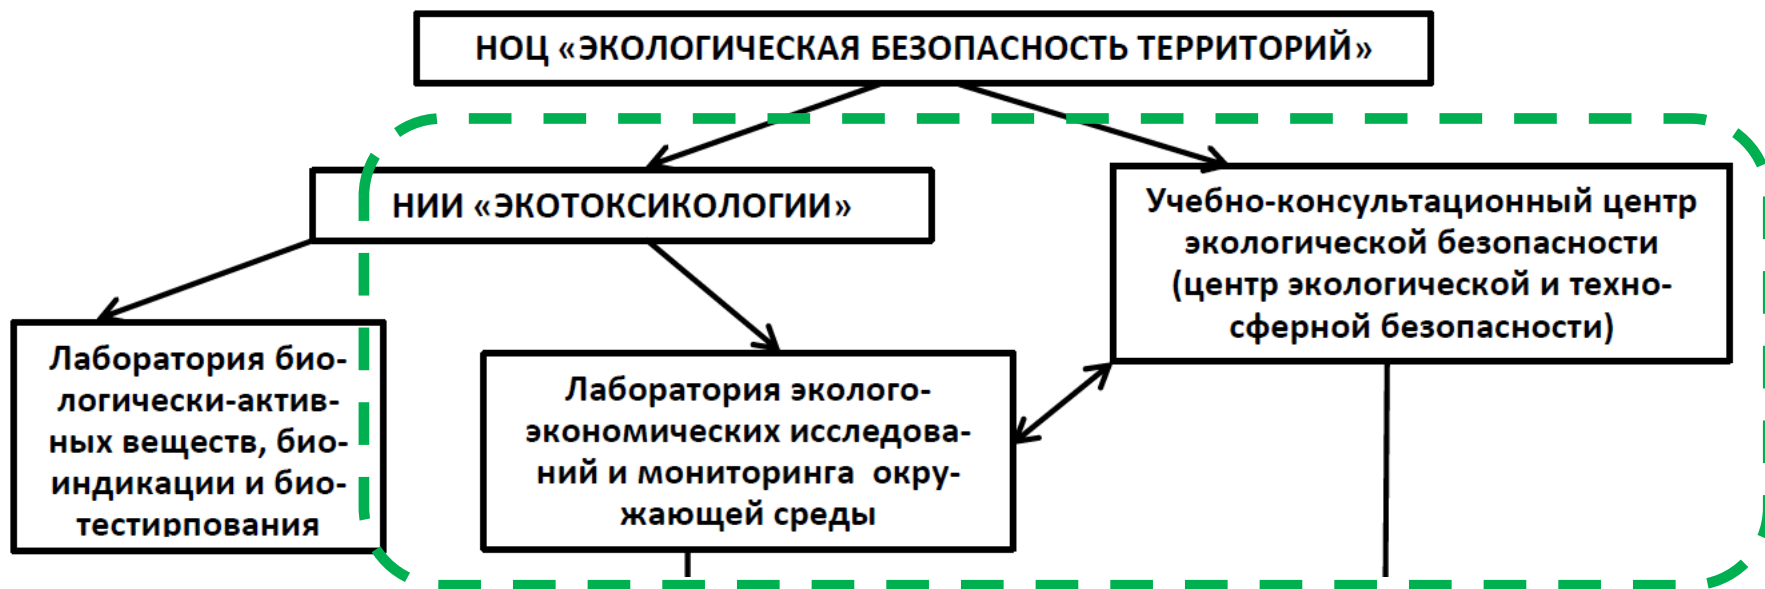 НОЦ «ЭКОЛОГИЧЕСКАЯ БЕЗОПАСНОСТЬ ТЕРРИТОРИЙ»
НИИ «ЭКОТОКСИКОЛОГИИ»
Учебно-консультационный центр
экологической безопасности
(центр экологической и техно-
сферной безопасности)
Лаборатория био-
логически-актив-
ных веществ, био-
индикации и био-
тестирпования
Лаборатория эколого-
экономических исследова-
ний и мониторинга окру-
жающей среды